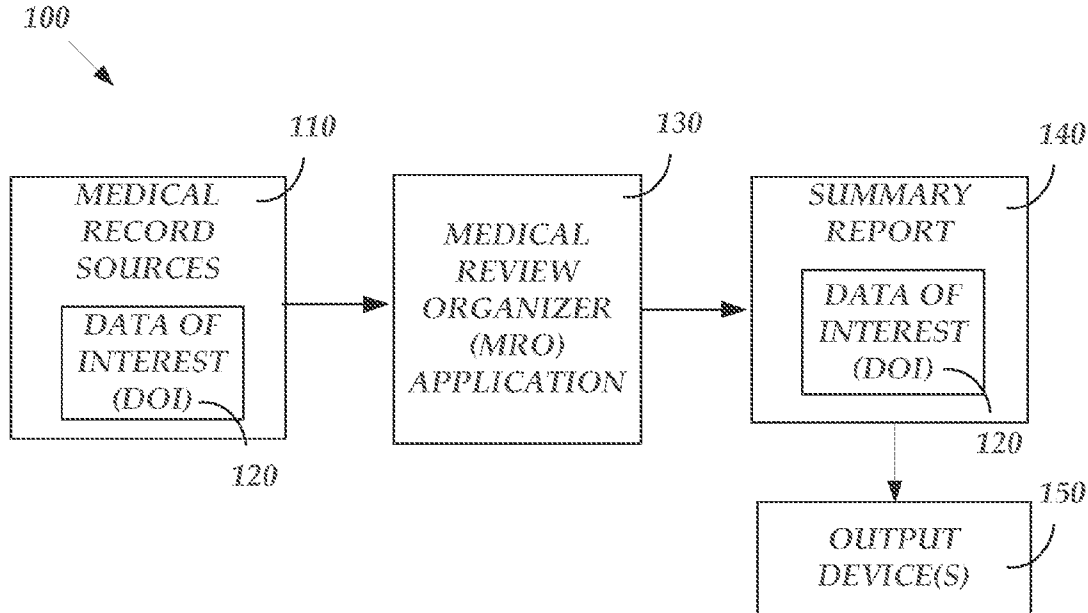 100
110
MEDICAL
RECORD
SOURCES
DATA OF
INTEREST
(DOI)
120
130
MEDICAL
REVIEW
ORGANIZER
(MRO)
APPLICATION
140
SUMMARY
REPORT
DATA OF
INTEREST
(DOI)
120
150
OUTPUT
DEVICE(S)